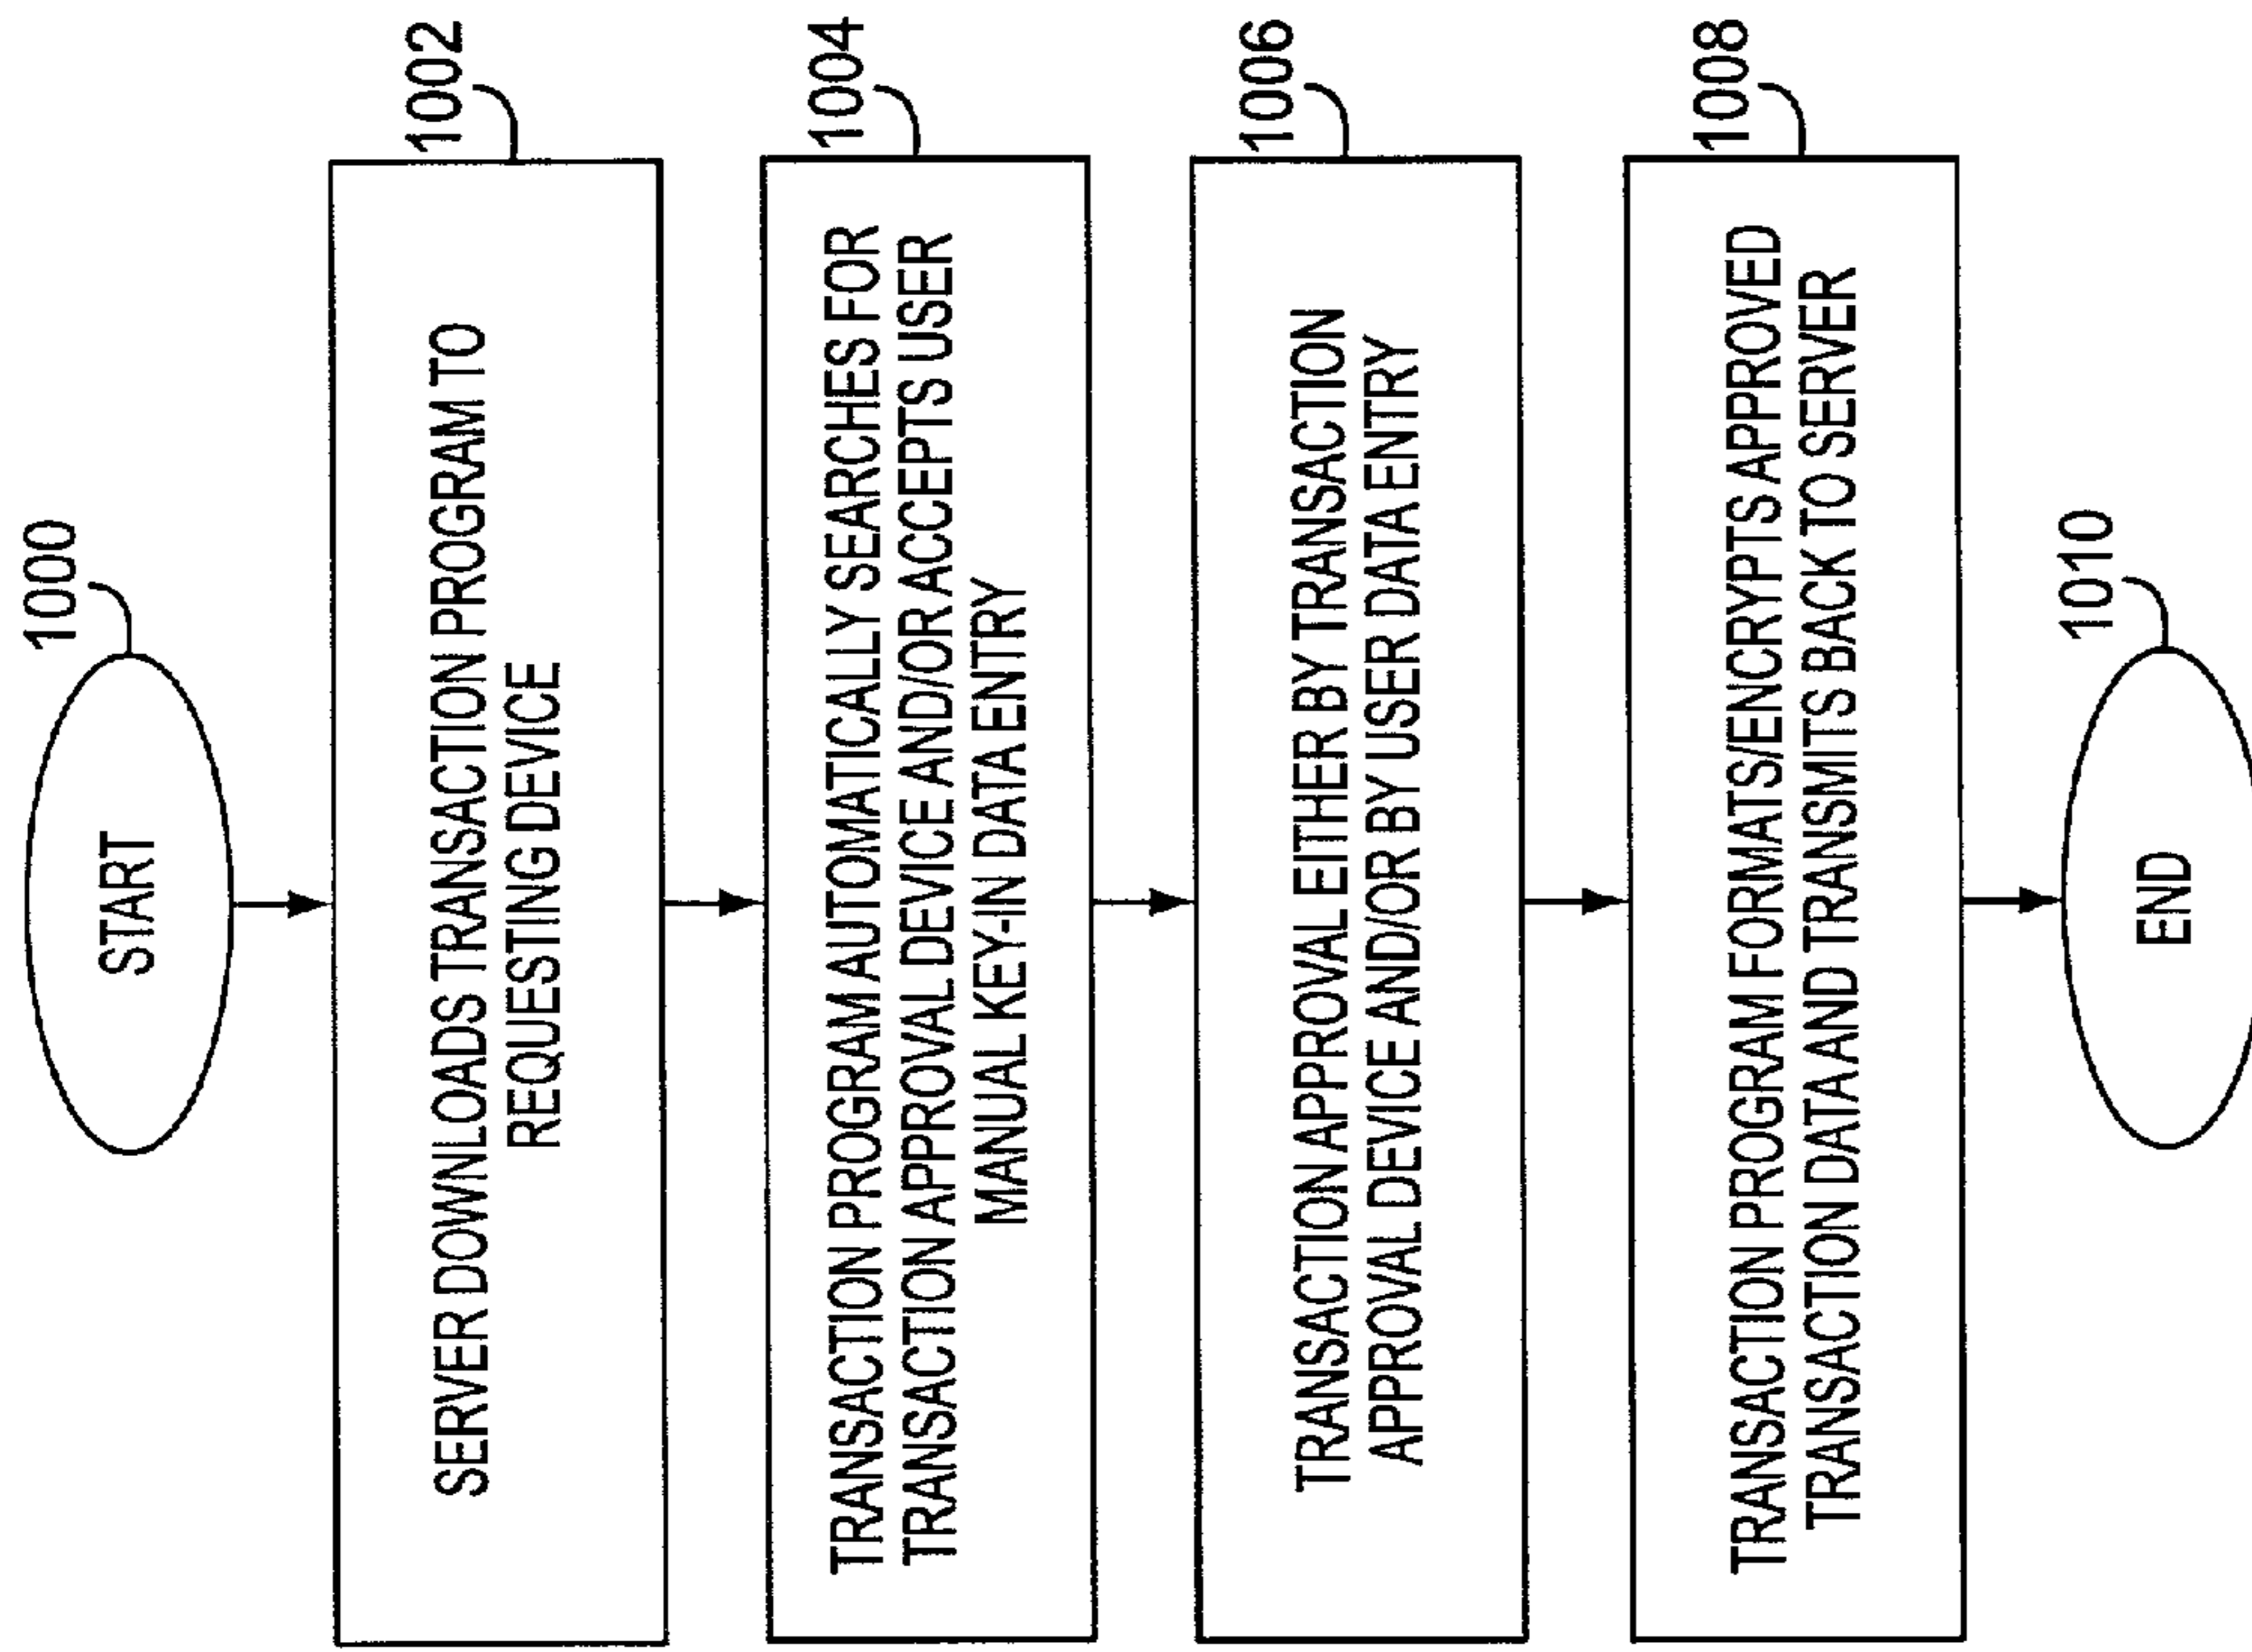 1000
START
1002
SERVER DOWNLOADS TRANSACTION PROGRAM TO
REQUESTING DEVICE
1004
TRANSACTION PROGRAM AUTOMATICALLY SEARCHES FOR
TRANSACTION APPROVAL DEVICE AND/OR ACCEPTS USER
MANUAL KEY-IN DATA ENTRY
1006
TRANSACTION APPROVAL EITHER BY TRANSACTION
APPROVAL DEVICE AND/OR BY USER DATA ENTRY
1008
TRANSACTION PROGRAM FORMATS/ENCRYPTS APPROVED
TRANSACTION DATA AND TRANSMITS BACK TO SERVER
1010
END